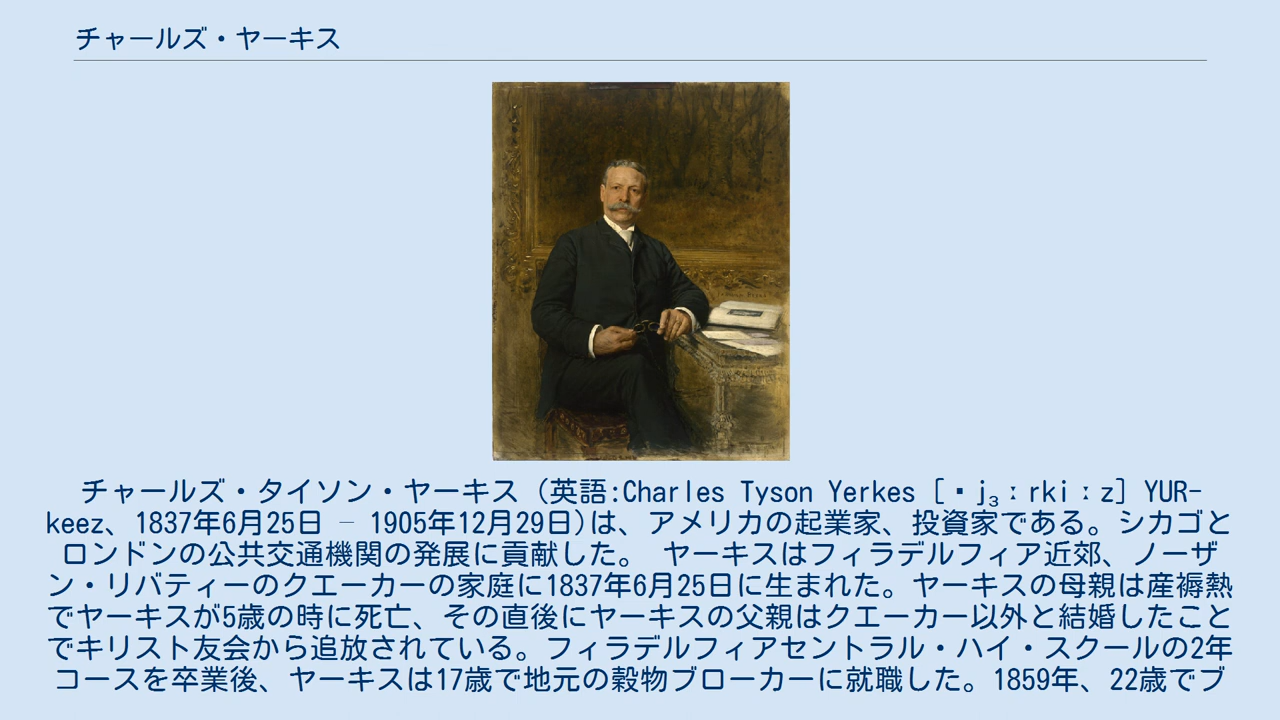 チャールズ・ヤーキス
チャールズ・タイソン・ヤーキス（英語:Charles Tyson Yerkes [ˈjɜːrkiːz] YUR-
keez、1837年6月25日 – 1905年12月29日)は、アメリカの起業家、投資家である。シカゴと
ロンドンの公共交通機関の発展に貢献した。 ヤーキスはフィラデルフィア近郊、ノーザ
ン・リバティーのクエーカーの家庭に1837年6月25日に生まれた。ヤーキスの母親は産褥熱
でヤーキスが5歳の時に死亡、その直後にヤーキスの父親はクエーカー以外と結婚したこと
でキリスト友会から追放されている。フィラデルフィアセントラル・ハイ・スクールの2年
コースを卒業後、ヤーキスは17歳で地元の穀物ブローカーに就職した。1859年、22歳でブ